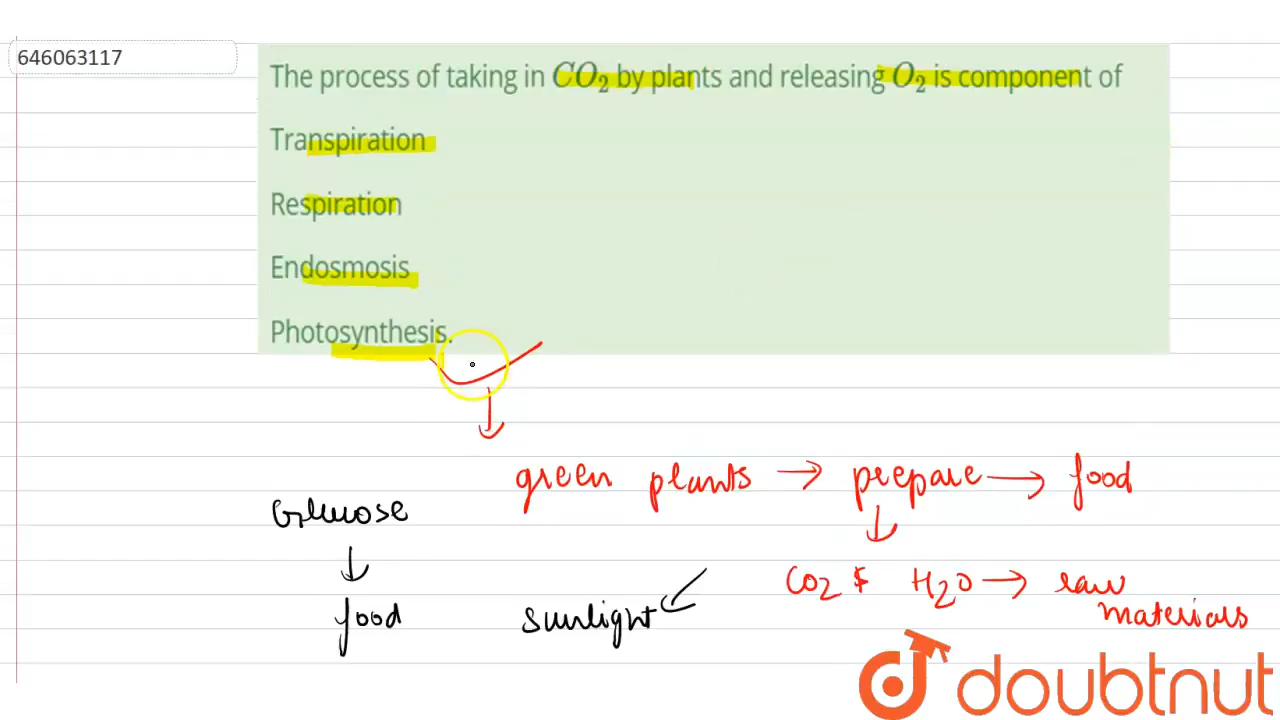 646063117
The process of taking in CO₂ by plants and releasing O₂ is component of
Transpiration
Respiration
Endosmosis
Photosynthesis.
green plants → prepare → food
Glucose
↓
food
CO2 & H2O → raw
materials
sunlight
doubtnut